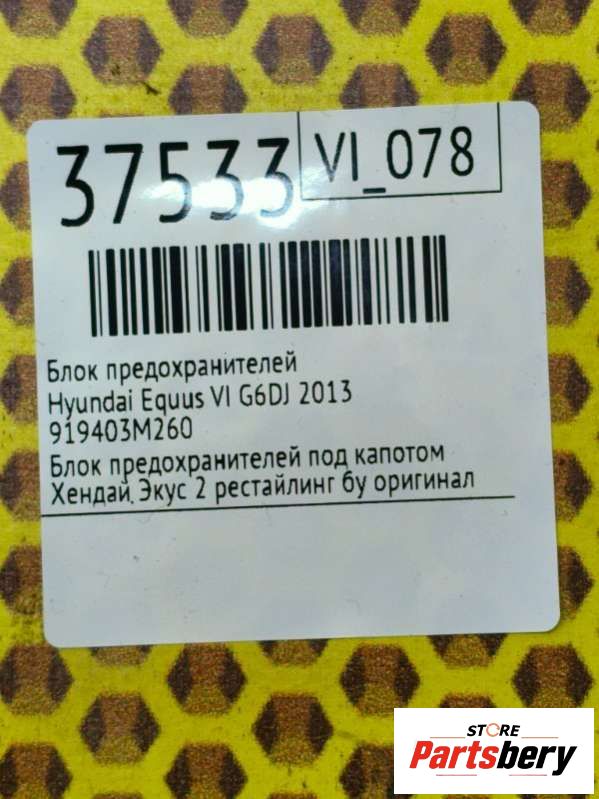 37533
VI_078
Блок предохранителей
Hyundai Equus VI G6DJ 2013
919403M260
Блок предохранителей под капотом
Хендай, Экус 2 рестайлинг бу оригинал
STORE
Partsbery